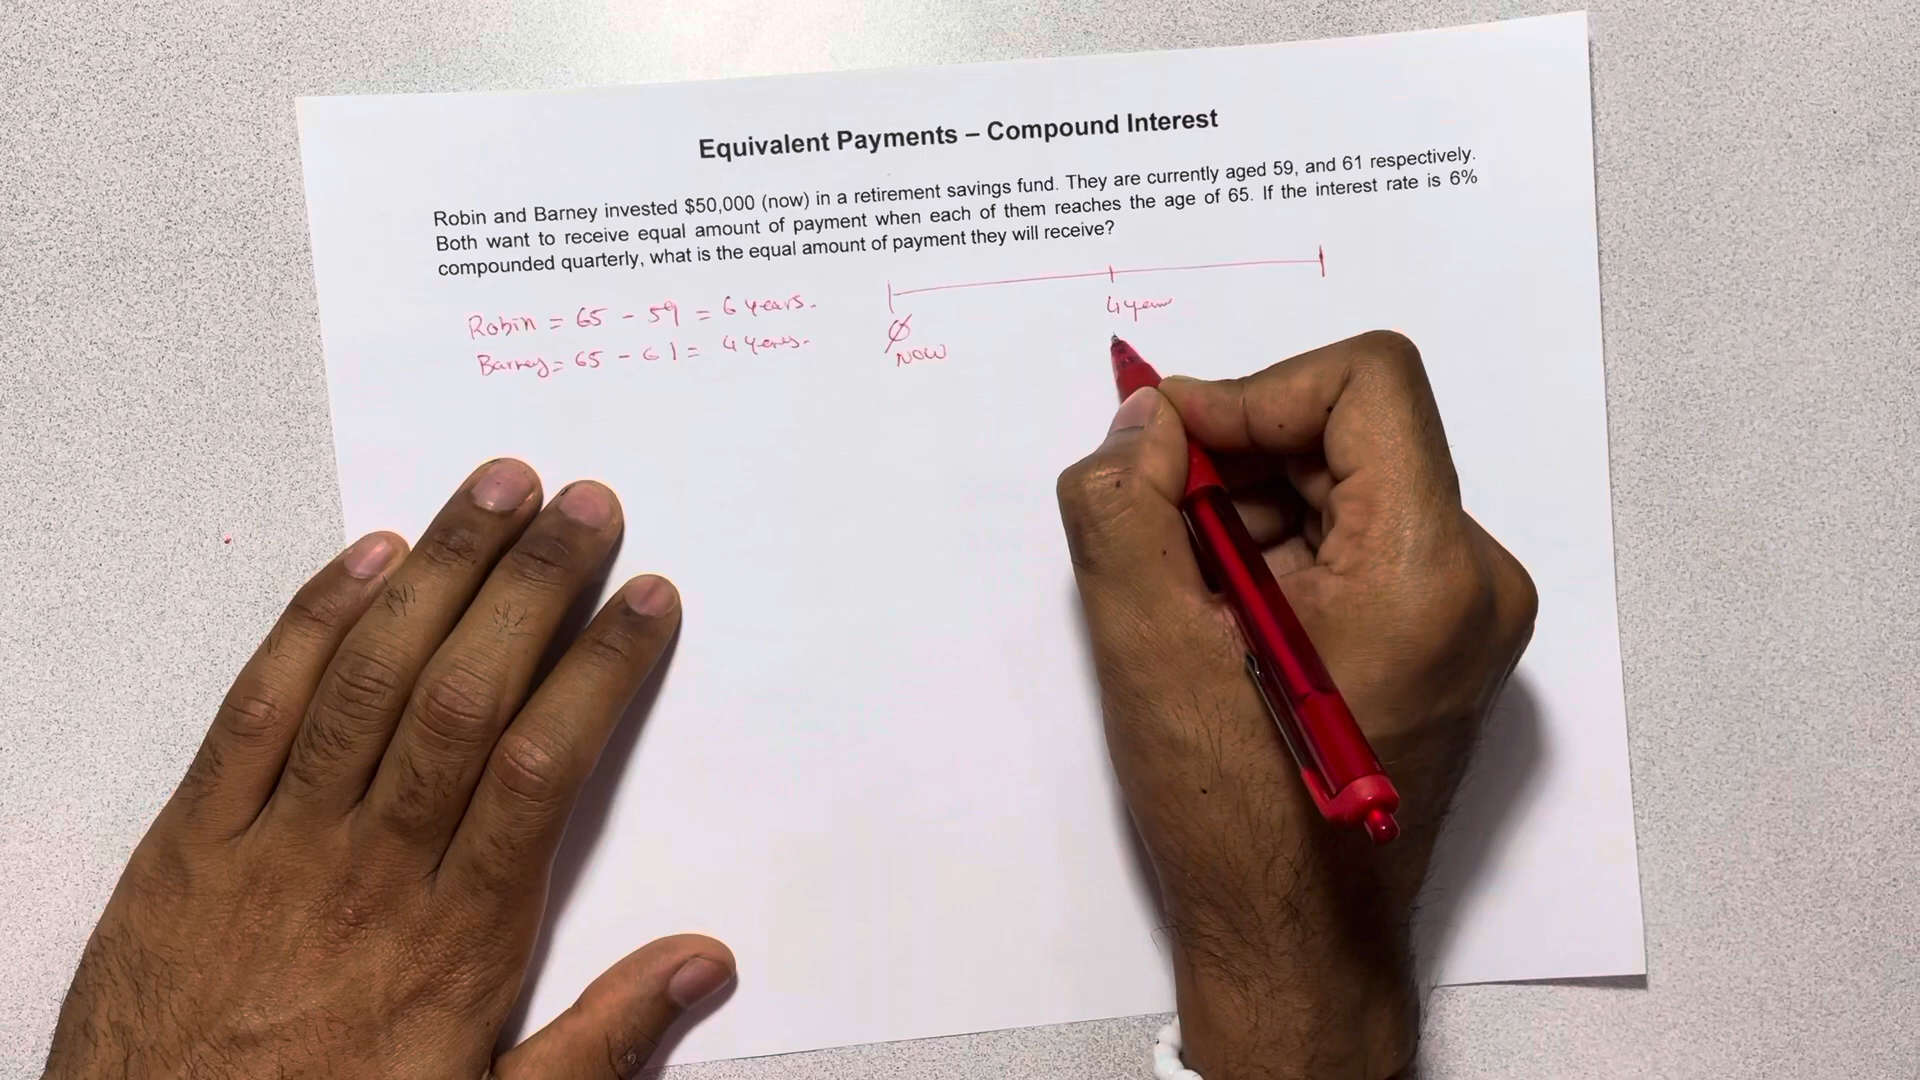 Equivalent Payments – Compound Interest
Robin and Barney invested $50,000 (now) in a retirement savings fund. They are currently aged 59, and 61 respectively.
Both want to receive equal amount of payment when each of them reaches the age of 65. If the interest rate is 6%
compounded quarterly, what is the equal amount of payment they will receive?
Robin = 65 - 59 = 6 years.
Barney = 65 - 61 = 4 years.
0
NOW
4 years